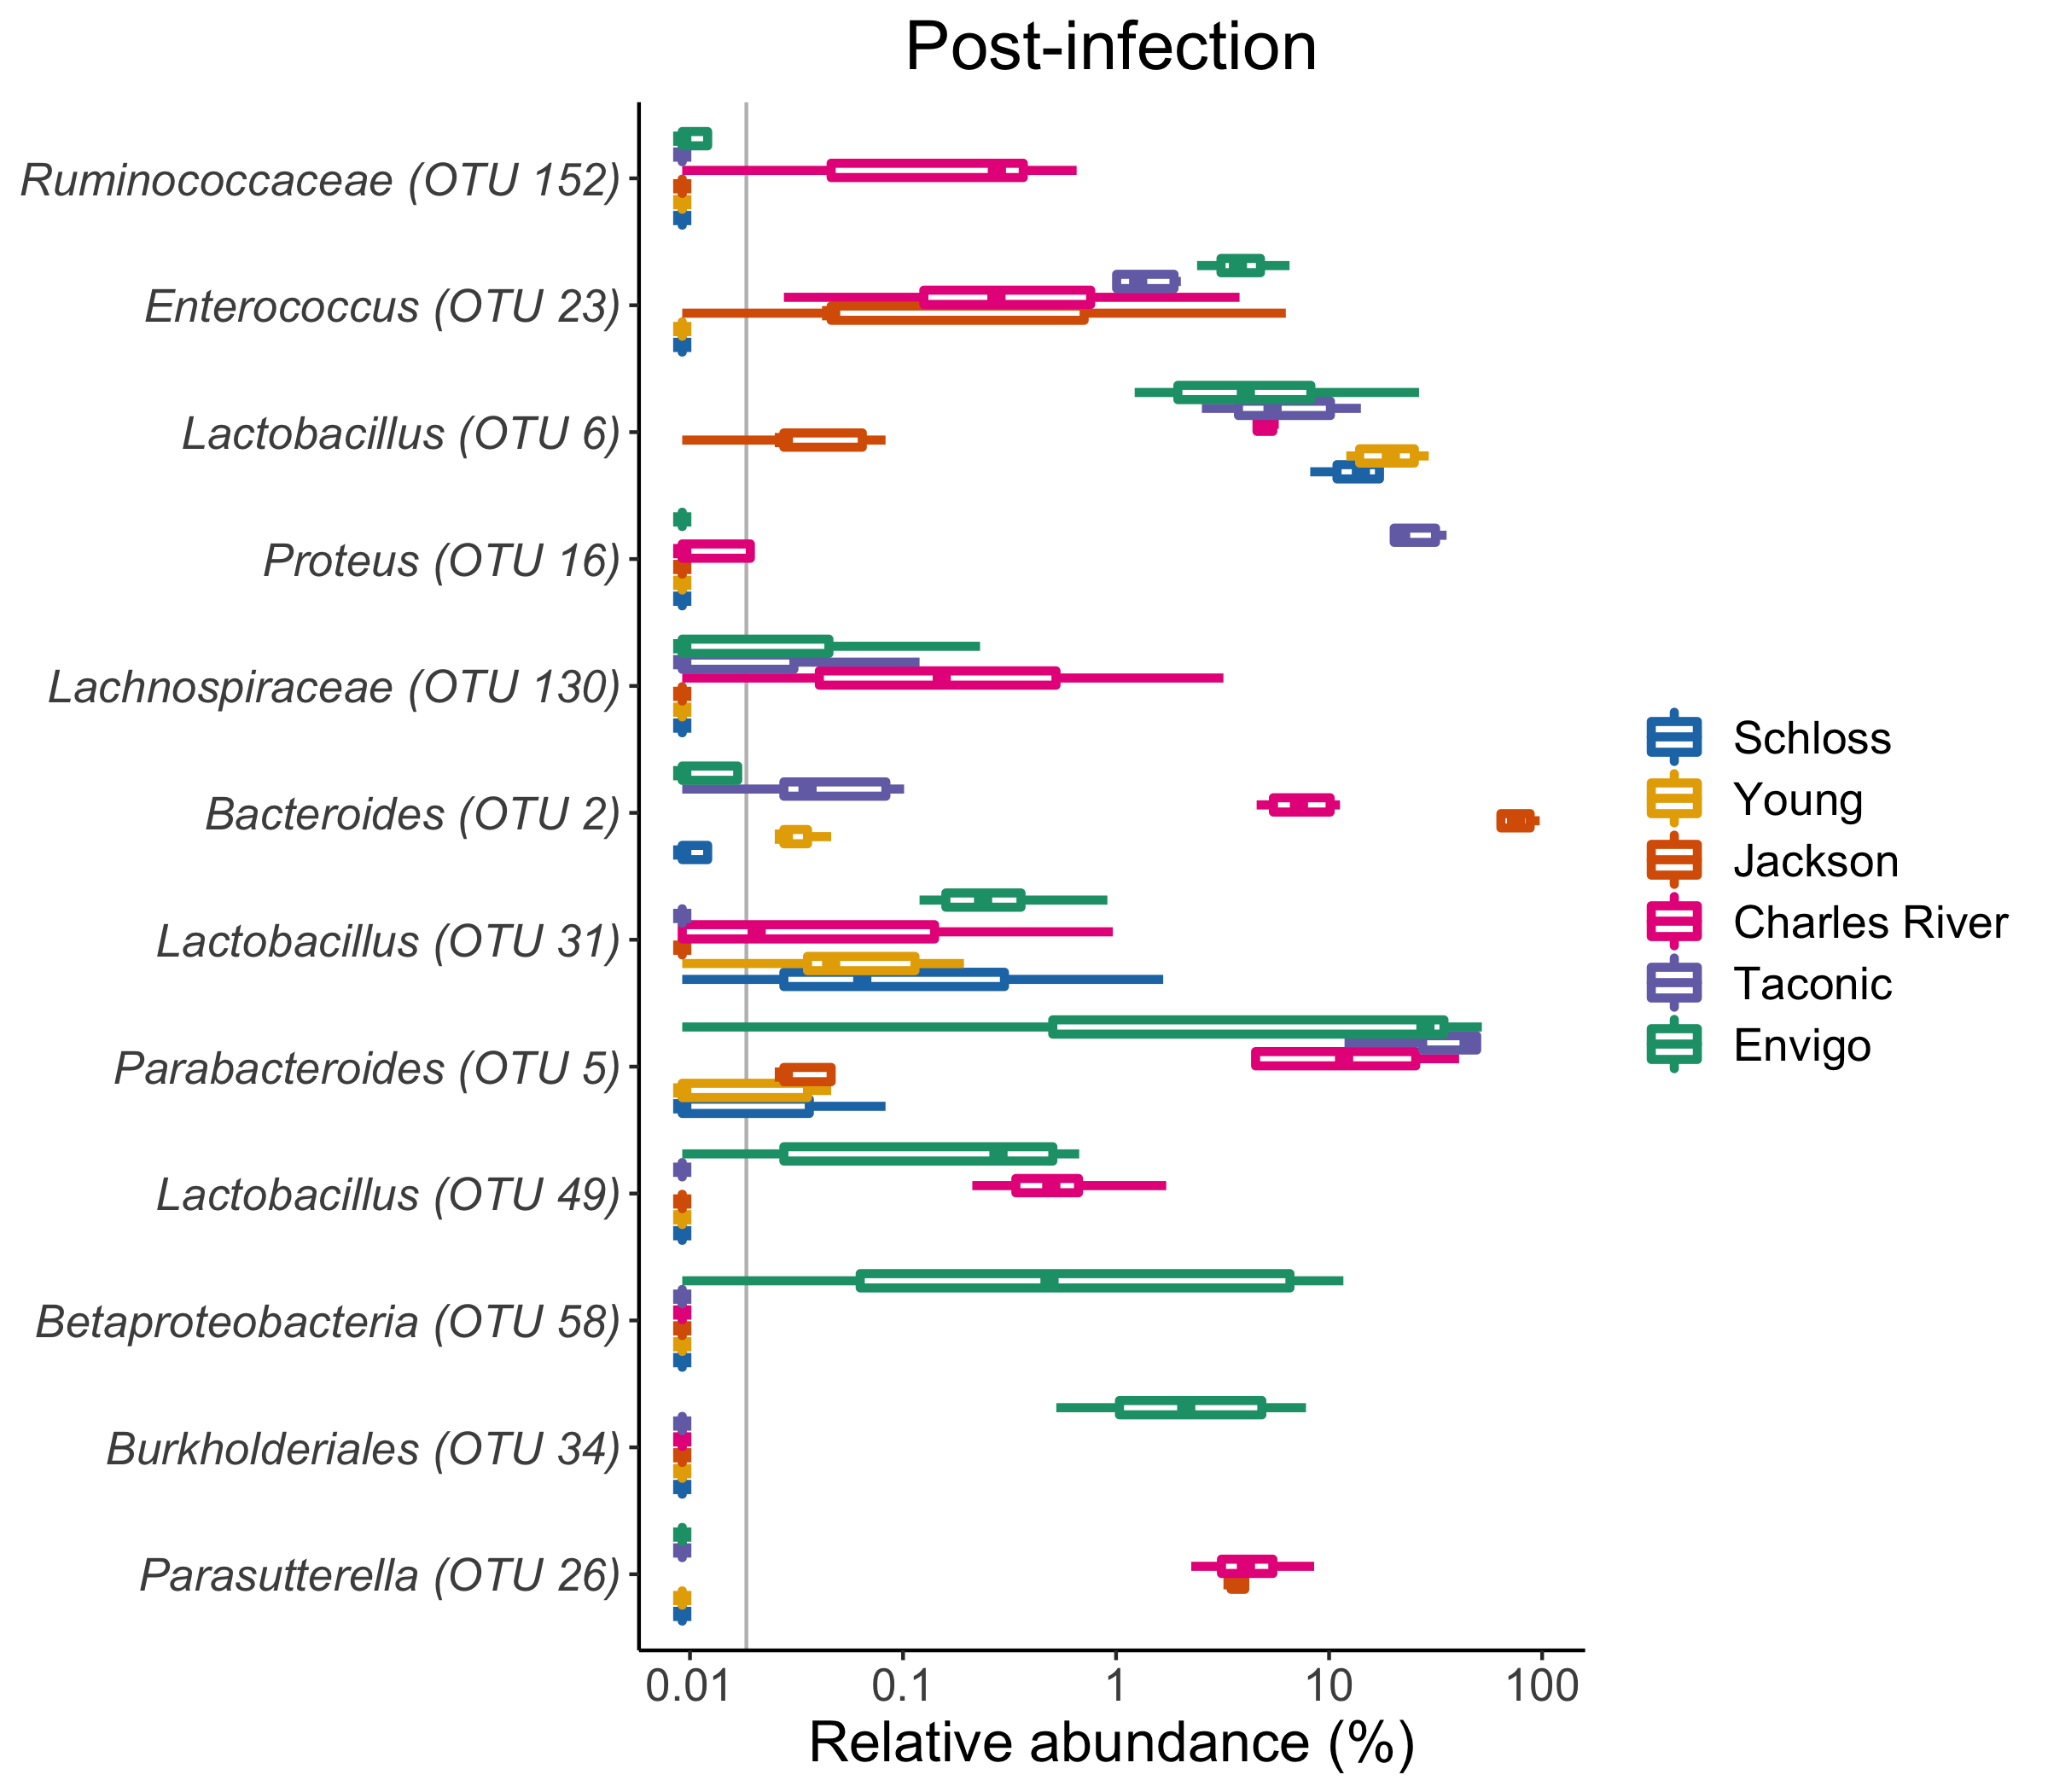 Post-infection
Ruminococcaceae (OTU 152)
Enterococcus (OTU 23)
Lactobacillus (OTU 6)
Proteus (OTU 16)
Lachnospiraceae (OTU 130)
Bacteroides (OTU 2)
Lactobacillus (OTU 31)
Parabacteroides (OTU 5)
Lactobacillus (OTU 49)
Betaproteobacteria (OTU 58)
Burkholderiales (OTU 34)
Parasutterella (OTU 26)
0.01 0.1 1 10 100
Relative abundance (%)
Schloss
Young
Jackson
Charles River
Taconic
Envigo